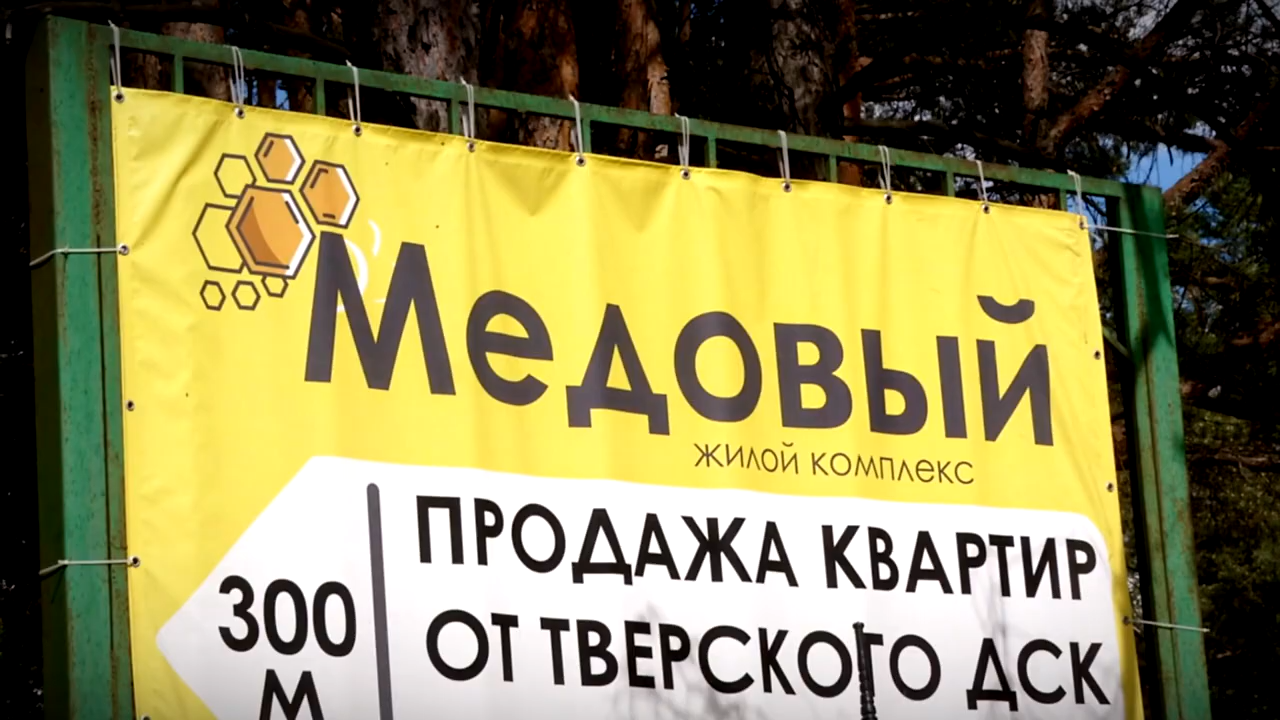 Медовый
жилой комплекс
300
М
ПРОДАЖА КВАРТИР
ОТ ТВЕРСКОГО ДСК